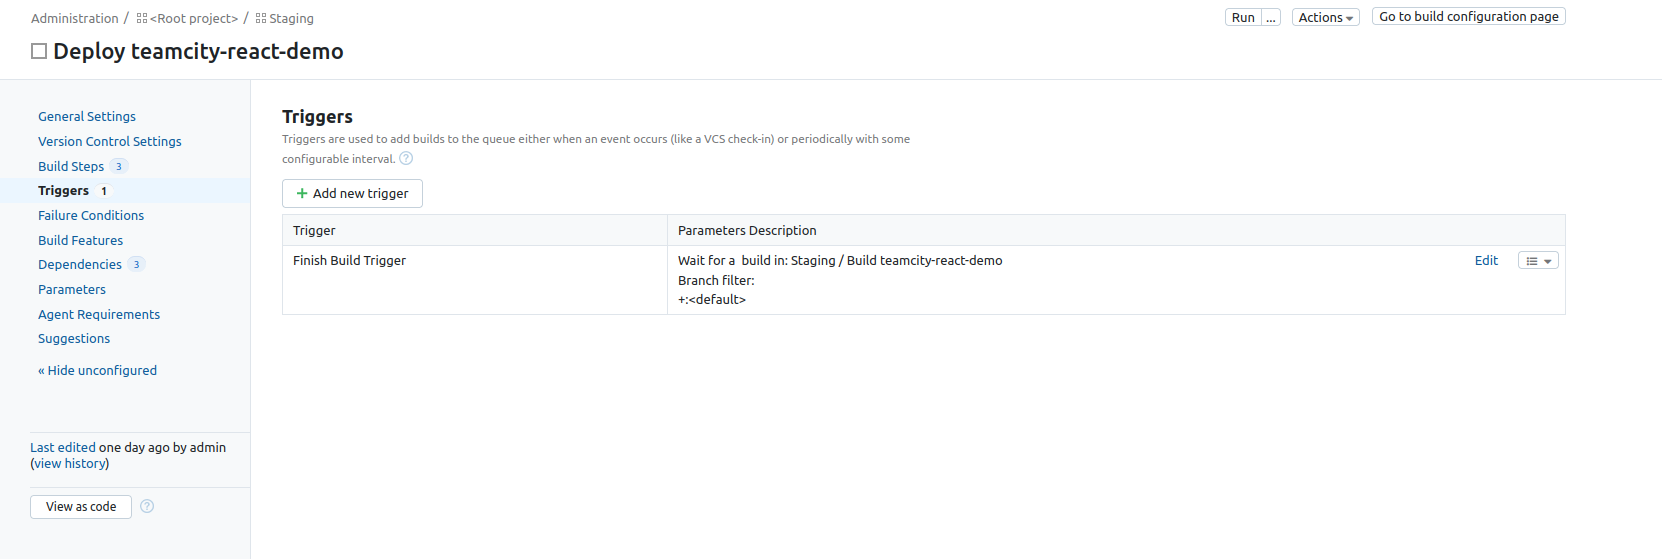 Administration / <Root project> / Staging
Run ... Actions Go to build configuration page
Deploy teamcity-react-demo
General Settings
Version Control Settings
Build Steps 3
Triggers 1
Failure Conditions
Build Features
Dependencies 3
Parameters
Agent Requirements
Suggestions
« Hide unconfigured
Last edited one day ago by admin
(view history)
View as code ?
Triggers
Triggers are used to add builds to the queue either when an event occurs (like a VCS check-in) or periodically with some
configurable interval. ?
+ Add new trigger
Trigger Parameters Description
Finish Build Trigger Wait for a  build in: Staging / Build teamcity-react-demo Edit
Branch filter:
+:<default>